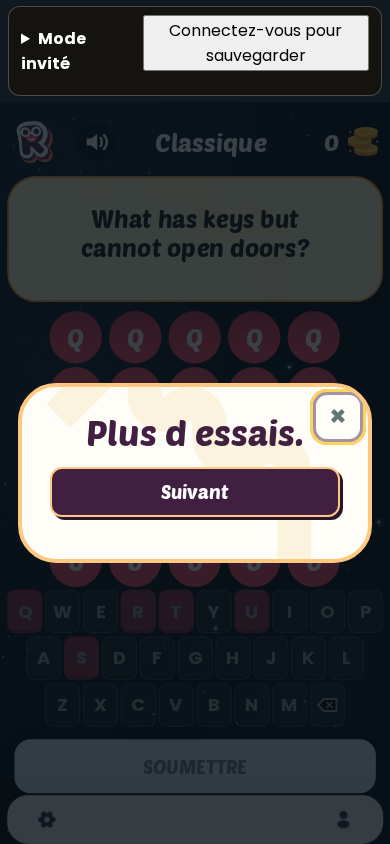 Mode invité
Connectez-vous pour
sauvegarder
Classique
0
What has keys but
cannot open doors?
Q Q Q Q Q
Plus d essais.
Suivant
Q W E R T Y U I O P
A S D F G H J K L
Z X C V B N M
SOUMETTRE